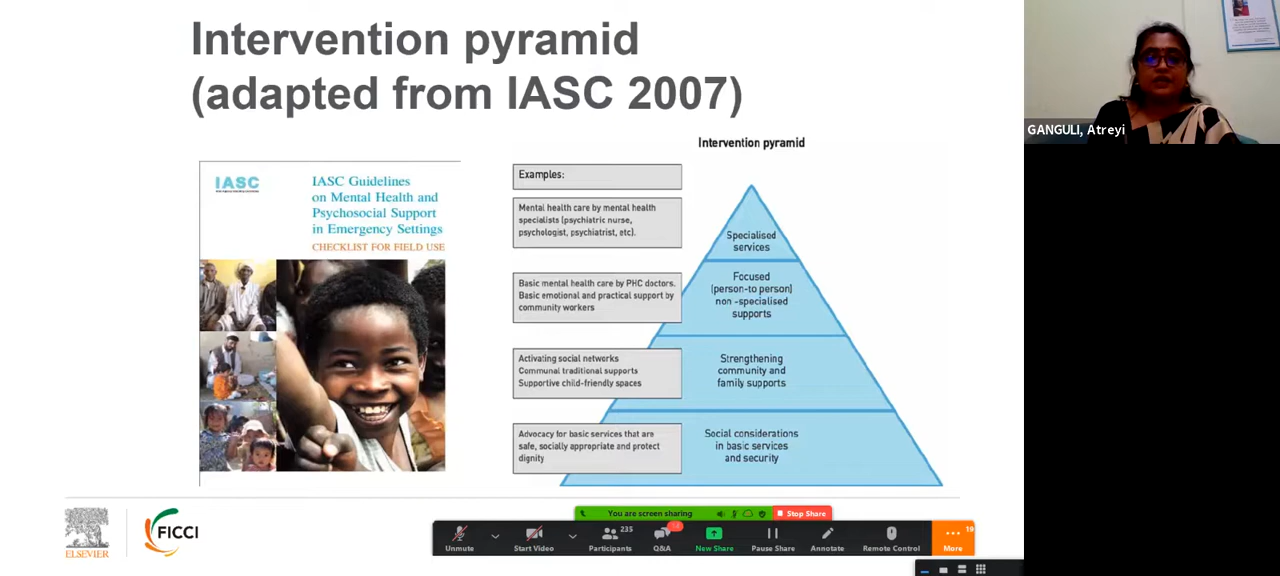 Intervention pyramid
(adapted from IASC 2007)
GANGULI, Atreyi
IASC
IASC Guidelines
on Mental Health and
Psychosocial Support
in Emergency Settings
CHECKLIST FOR FIELD USE
Intervention pyramid
Examples:
Mental health care by mental health
specialists (psychiatric nurse,
psychologist, psychiatrist, etc).
Specialised
services
Basic mental health care by PHC doctors.
Basic emotional and practical support by
community workers
Focused
(person-to person)
non -specialised
supports
Activating social networks
Communal traditional supports
Supportive child-friendly spaces
Strengthening
community and
family supports
Advocacy for basic services that are
safe, socially appropriate and protect
dignity
Social considerations
in basic services
and security
ELSEVIER
FICCI
You are screen sharing
Stop Share
Unmute
Start Video
Participants
235
Q&A
New Share
Pause Share
Annotate
Remote Control
More
19